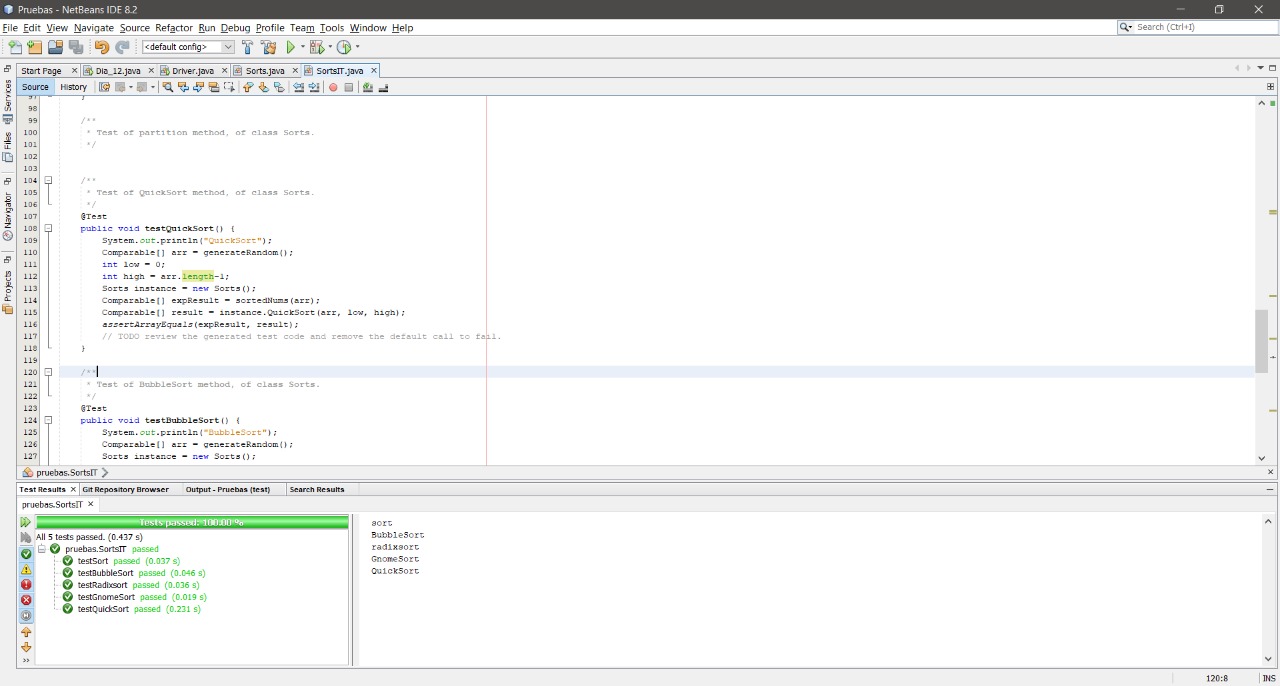 Pruebas - NetBeans IDE 8.2
File Edit View Navigate Source Refactor Run Debug Profile Team Tools Window Help
Search (Ctrl+I)
<default config>
Start Page Dia_12.java Driver.java Sorts.java SortsIT.java
Source History
Services
Files
Navigator
Projects
97 }
98
99 /**
100 * Test of partition method, of class Sorts.
101 */
102
103
104 /**
105 * Test of QuickSort method, of class Sorts.
106 */
107 @Test
108 public void testQuickSort() {
109 System.out.println("QuickSort");
110 Comparable[] arr = generateRandom();
111 int low = 0;
112 int high = arr.length-1;
113 Sorts instance = new Sorts();
114 Comparable[] expResult = sortedNums(arr);
115 Comparable[] result = instance.QuickSort(arr, low, high);
116 assertArrayEquals(expResult, result);
117 // TODO review the generated test code and remove the default call to fail.
118 }
119
120 /**
121 * Test of BubbleSort method, of class Sorts.
122 */
123 @Test
124 public void testBubbleSort() {
125 System.out.println("BubbleSort");
126 Comparable[] arr = generateRandom();
127 Sorts instance = new Sorts();
pruebas.SortsIT
Test Results Git Repository Browser Output - Pruebas (test) Search Results
pruebas.SortsIT
Tests passed: 100.00 %
All 5 tests passed. (0.437 s)
pruebas.SortsIT passed
testSort passed (0.037 s)
testBubbleSort passed (0.046 s)
testRadixsort passed (0.036 s)
testGnomeSort passed (0.019 s)
testQuickSort passed (0.231 s)
sort
BubbleSort
radixsort
GnomeSort
QuickSort
120:8 INS